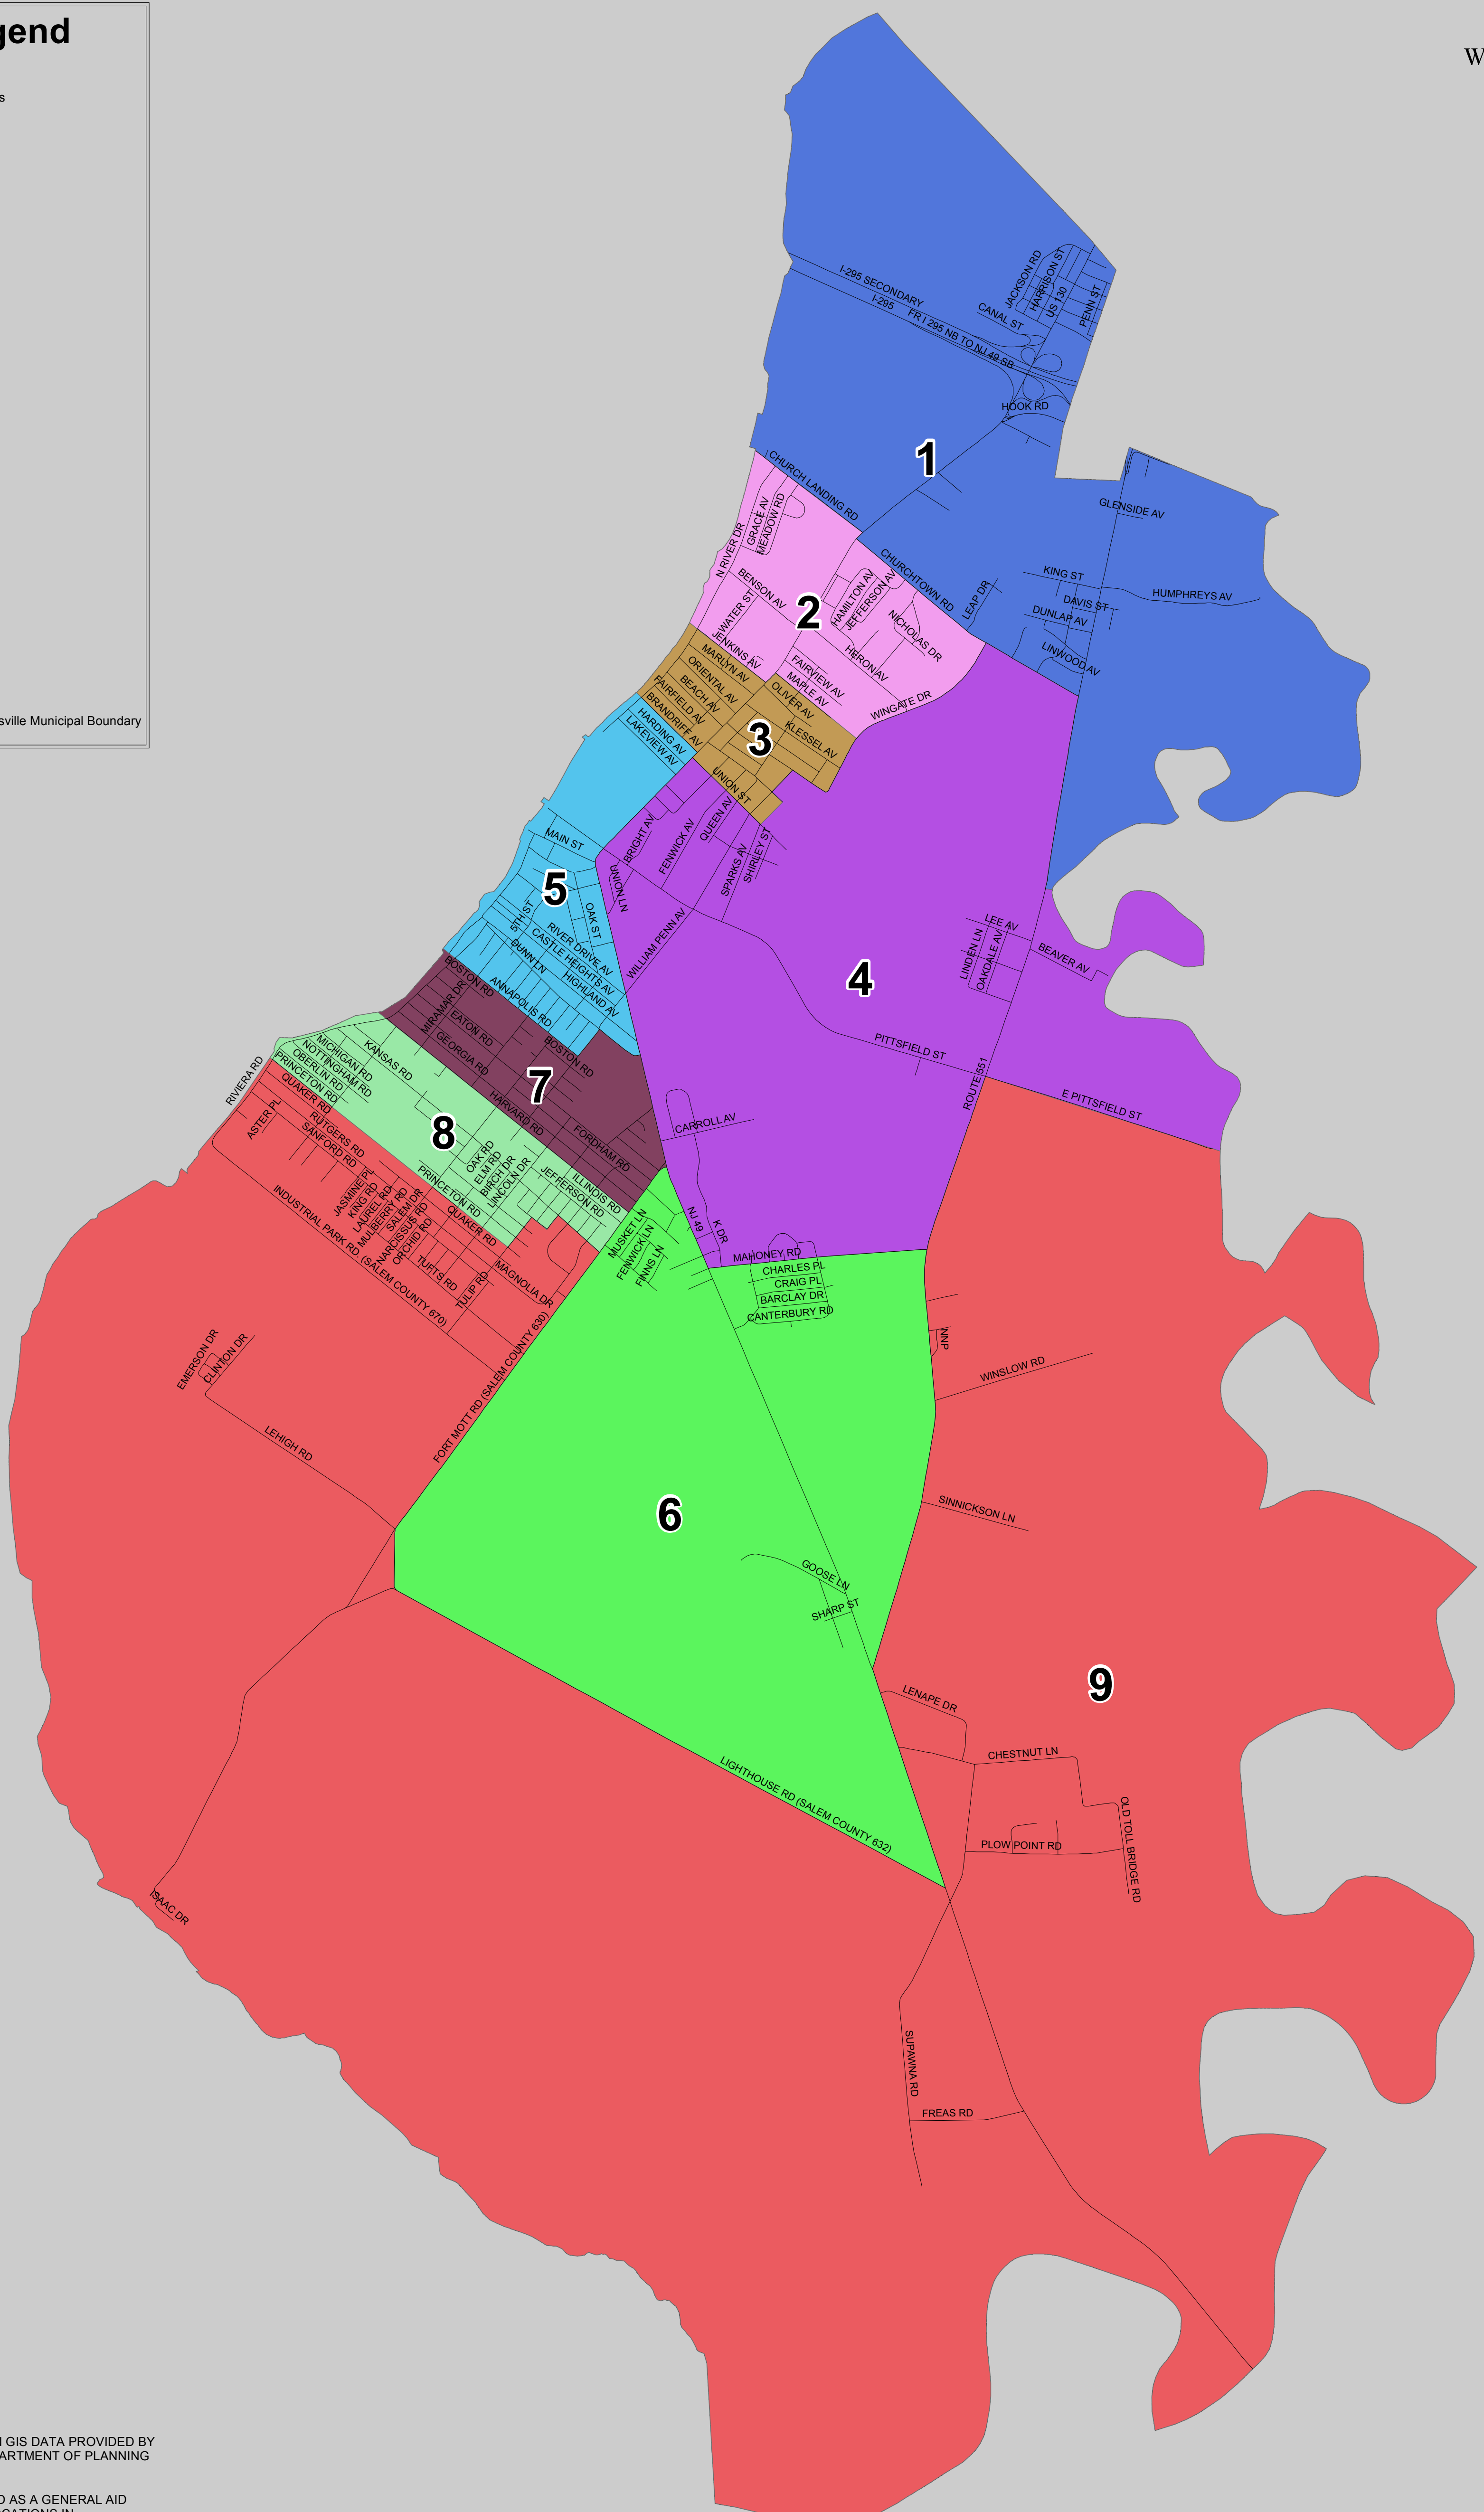 gend
W
s
sville Municipal Boundary
I-295 SECONDARY
I-295
FR I 295 NB TO NJ 49 SB
JACKSON RD
HARRISON ST
US 130
PENN ST
CANAL ST
HOOK RD
1
CHURCH LANDING RD
GLENSIDE AV
GRACE AV
MEADOW RD
N RIVER DR
CHURCHTOWN RD
LEAP DR
KING ST
HUMPHREYS AV
DAVIS ST
DUNLAP AV
LINWOOD AV
BENSON AV
EWATER ST
HAMILTON AV
JEFFERSON AV
2
NICHOLAS DR
JENKINS AV
HERON AV
FAIRVIEW AV
MAPLE AV
WINGATE DR
MARLYN AV
ORIENTAL AV
BEACH AV
FAIRFIELD AV
BRANDRIFF AV
OLIVER AV
KLESSEL AV
3
HARDING AV
LAKEVIEW AV
UNION ST
MAIN ST
BRIGHT AV
FENWICK AV
QUEEN AV
SPARKS AV
SHIRLEY ST
UNION LN
5
OAK ST
5TH ST
RIVER DRIVE AV
CASTLE HEIGHTS AV
DUNN LN
HIGHLAND AV
WILLIAM PENN AV
LEE AV
LINDEN LN
OAKDALE AV
BEAVER AV
4
BOSTON RD
ANNAPOLIS RD
MIRAMAR DR
EATON RD
GEORGIA RD
BOSTON RD
PITTSFIELD ST
ROUTE 551
E PITTSFIELD ST
7
HARVARD RD
FORDHAM RD
CARROLL AV
MICHIGAN RD
NOTTINGHAM RD
OBERLIN RD
PRINCETON RD
KANSAS RD
RIVIERA RD
QUAKER RD
8
ASTER PL
RUTGERS RD
SANFORD RD
OAK RD
ELM RD
BIRCH DR
LINCOLN DR
ILLINOIS RD
JEFFERSON RD
PRINCETON RD
QUAKER RD
JASMINE PL
KING RD
LAUREL RD
MULBERRY RD
SALEM DR
NARCISSUS RD
ORCHID RD
TUFTS RD
TULIP RD
MAGNOLIA DR
INDUSTRIAL PARK RD. (SALEM COUNTY 670)
MUSKET LN
FENWICK LN
FINNS LN
NJ 49
K DR
MAHONEY RD
CHARLES PL
CRAIG PL
BARCLAY DR
CANTERBURY RD
NNP
WINSLOW RD
EMERSON DR
CLINTON DR
LEHIGH RD
FORT MOTT RD (SALEM COUNTY 630)
SINNICKSON LN
6
GOOSE LN
SHARP ST
9
LENAPE DR
CHESTNUT LN
OLD TOLL BRIDGE RD
PLOW POINT RD
LIGHTHOUSE RD (SALEM COUNTY 632)
ISAAC DR
SUPAWNA RD
FREAS RD
GIS DATA PROVIDED BY
ARTMENT OF PLANNING
AS A GENERAL AID